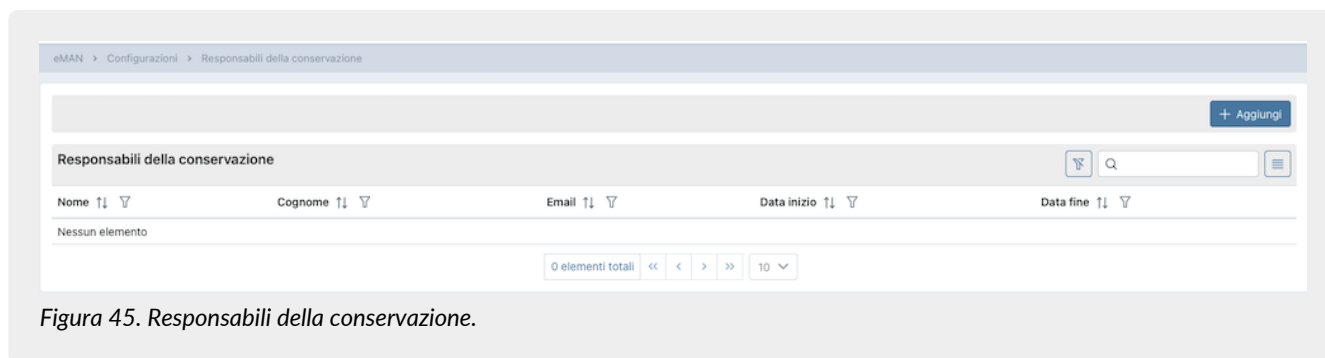 eMAN > Configurazioni > Responsabili della conservazione
+ Aggiungi
Responsabili della conservazione
Nome Cognome Email Data inizio Data fine
Nessun elemento
0 elementi totali « < > » 10
Figura 45. Responsabili della conservazione.